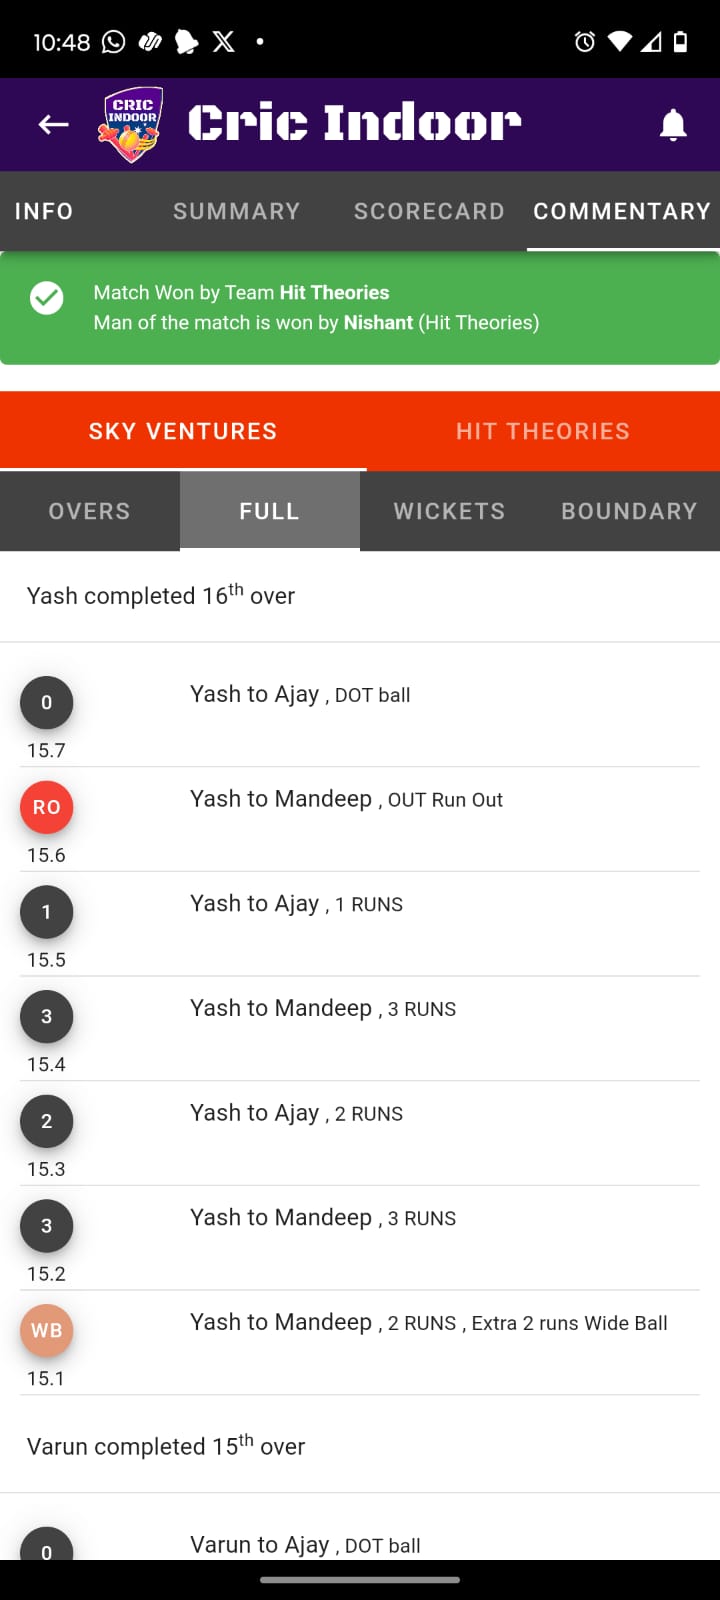 10:48
CRIC
INDOOR
Cric Indoor
INFO SUMMARY SCORECARD COMMENTARY
Match Won by Team Hit Theories
Man of the match is won by Nishant (Hit Theories)
SKY VENTURES HIT THEORIES
OVERS FULL WICKETS BOUNDARY
Yash completed 16th over
0 Yash to Ajay , DOT ball
15.7
RO Yash to Mandeep , OUT Run Out
15.6
1 Yash to Ajay , 1 RUNS
15.5
3 Yash to Mandeep , 3 RUNS
15.4
2 Yash to Ajay , 2 RUNS
15.3
3 Yash to Mandeep , 3 RUNS
15.2
WB Yash to Mandeep , 2 RUNS , Extra 2 runs Wide Ball
15.1
Varun completed 15th over
0 Varun to Ajay , DOT ball